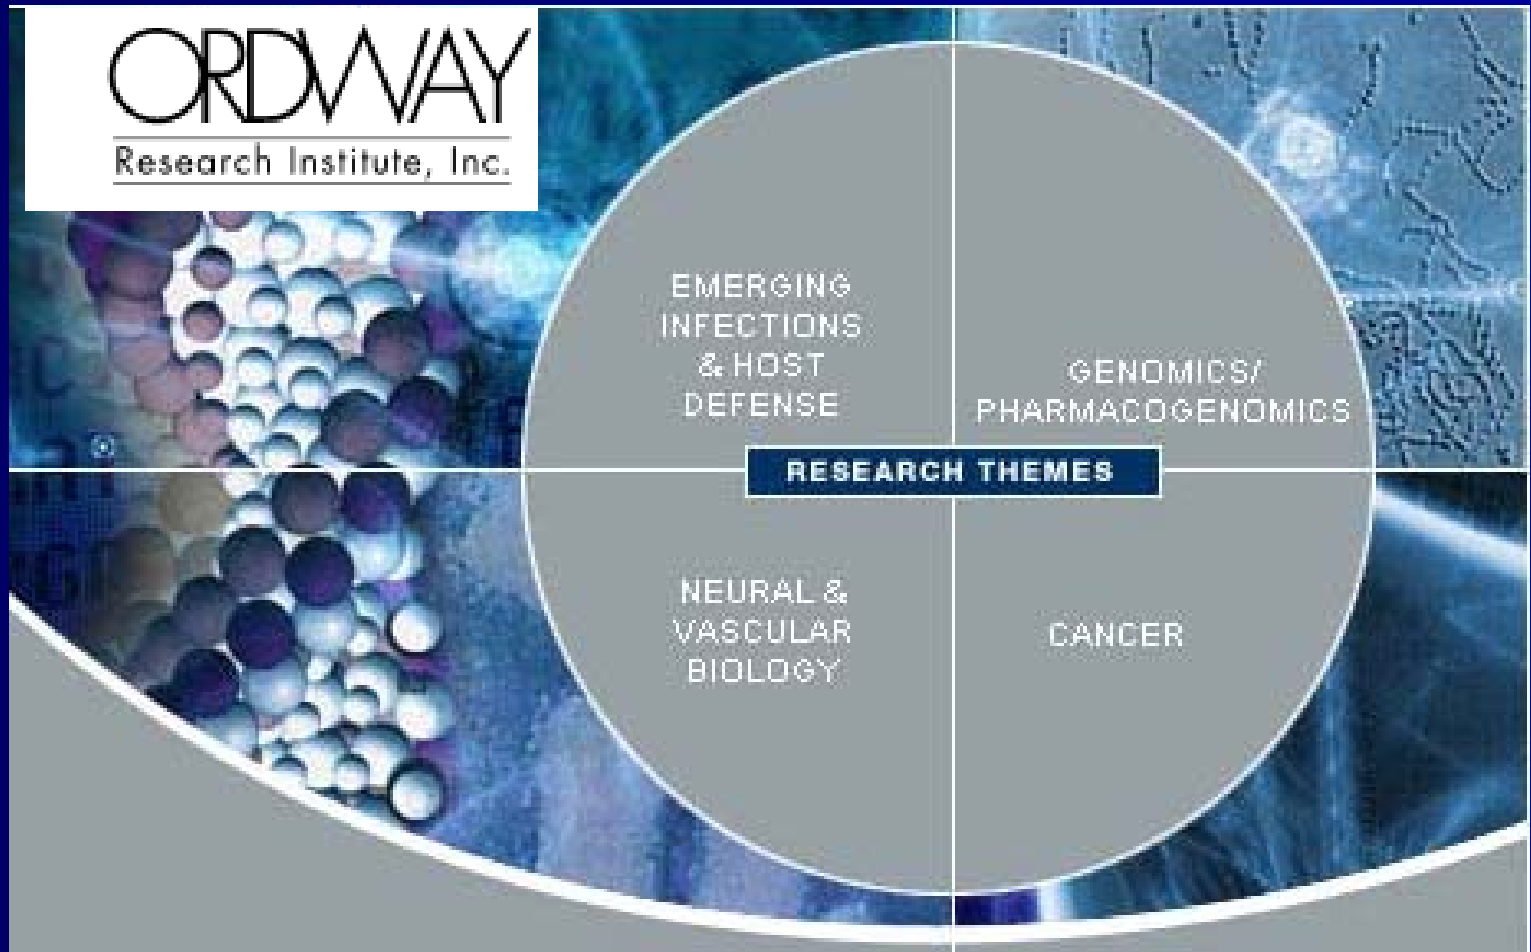 ORDWAY
Research Institute, Inc.
EMERGING
INFECTIONS
& HOST
DEFENSE
GENOMICS/
PHARMACOGENOMICS
RESEARCH THEMES
NEURAL &
VASCULAR
BIOLOGY
CANCER